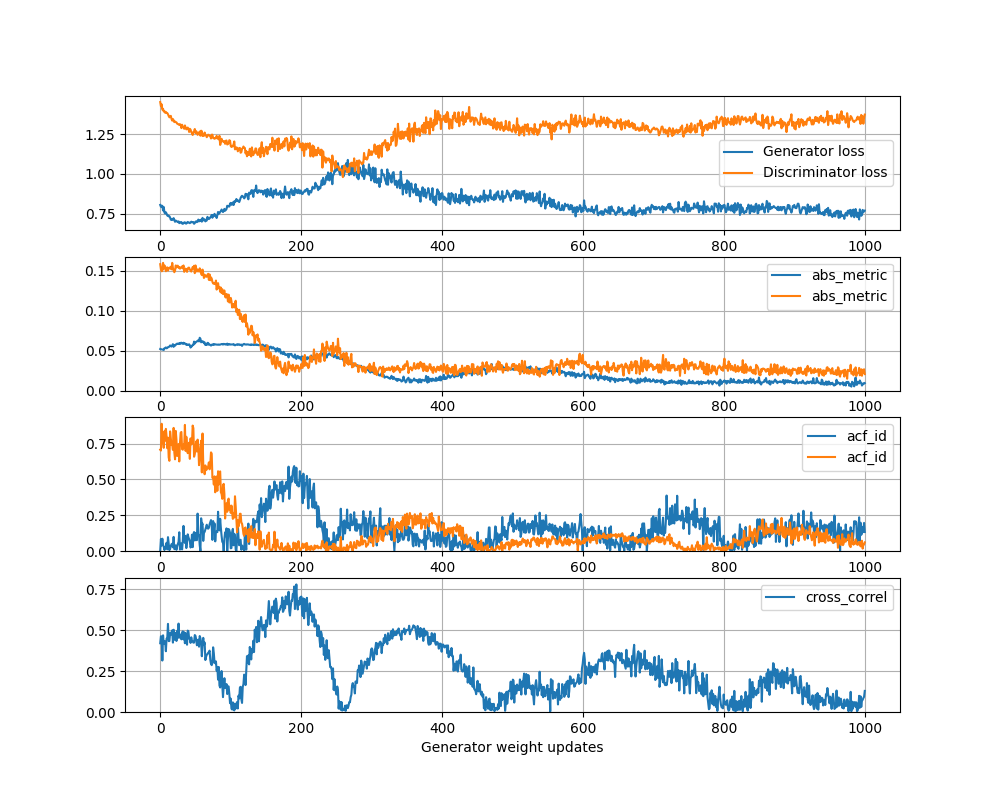 1.25
1.00
0.75
Generator loss
Discriminator loss
0 200 400 600 800 1000
0.15
0.10
0.05
0.00
abs_metric
abs_metric
0 200 400 600 800 1000
0.75
0.50
0.25
0.00
acf_id
acf_id
0 200 400 600 800 1000
0.75
0.50
0.25
0.00
cross_correl
0 200 400 600 800 1000
Generator weight updates